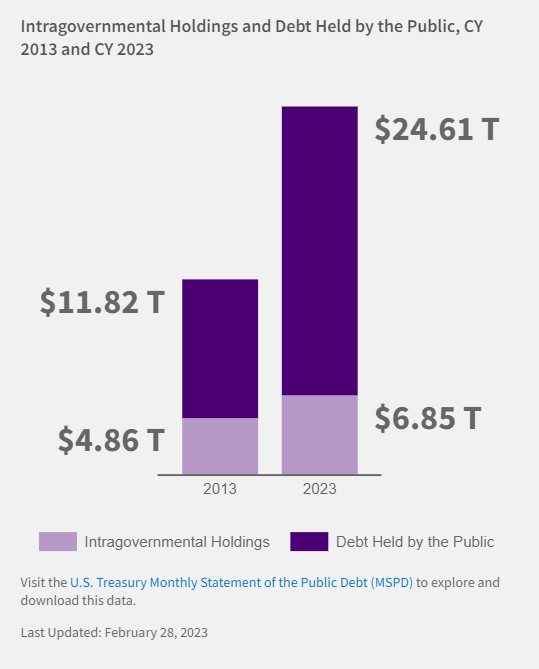 Intragovernmental Holdings and Debt Held by the Public, CY
2013 and CY 2023
$24.61 T
$11.82 T
$6.85 T
$4.86 T
2013
2023
Intragovernmental Holdings
Debt Held by the Public
Visit the U.S. Treasury Monthly Statement of the Public Debt (MSPD) to explore and
download this data.
Last Updated: February 28, 2023